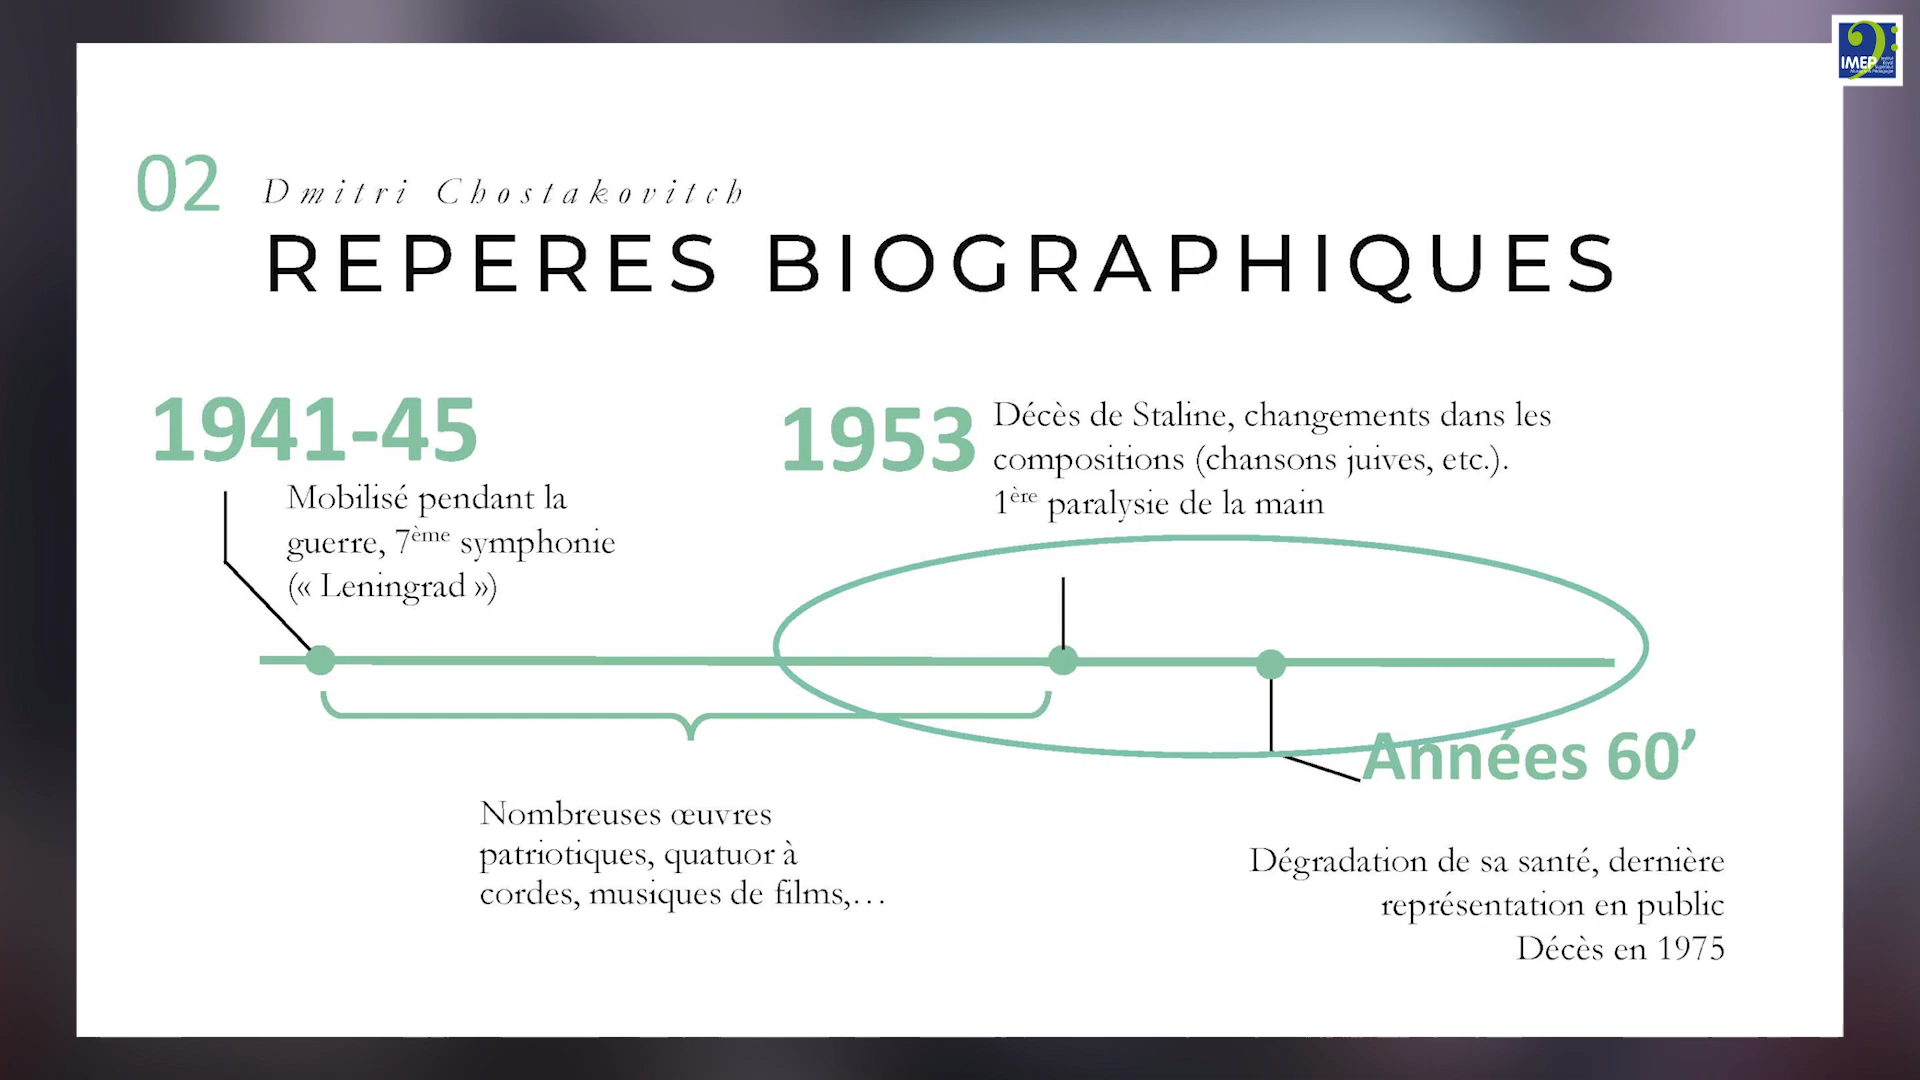 IMEP
02
Dmitri Chostakovitch
REPERES BIOGRAPHIQUES
1941-45
Mobilisé pendant la
guerre, 7ème symphonie
(« Leningrad »)
1953
Décès de Staline, changements dans les
compositions (chansons juives, etc.).
1ère paralysie de la main
Nombreuses œuvres
patriotiques, quatuor à
cordes, musiques de films,…
Années 60’
Dégradation de sa santé, dernière
représentation en public
Décès en 1975